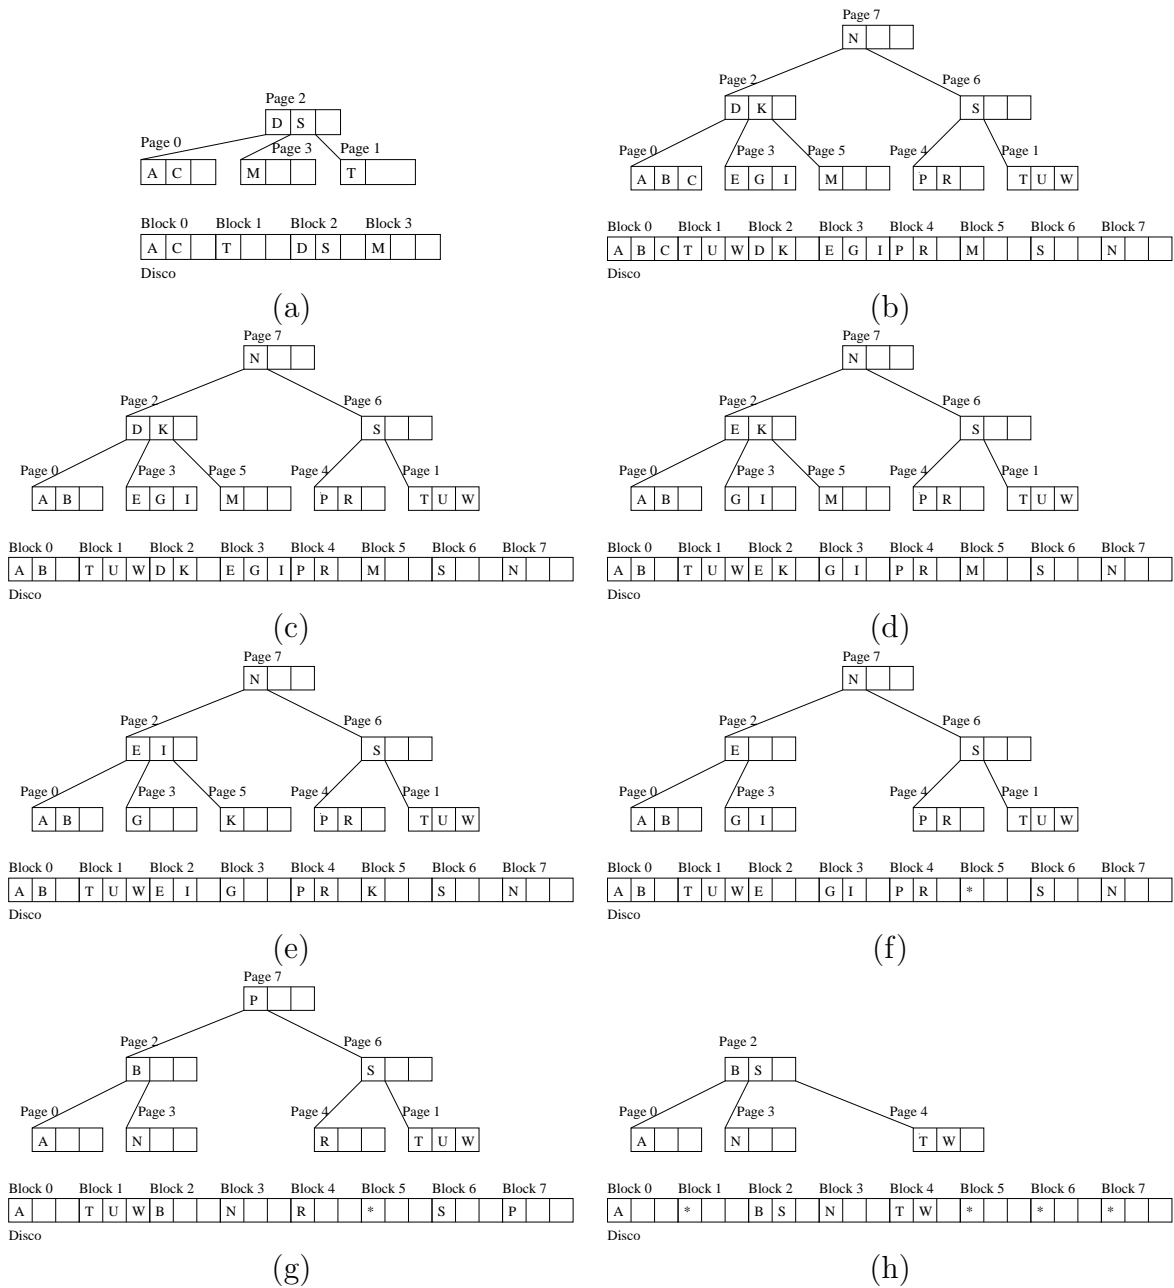 Page 2
D S
Page 0 Page 3 Page 1
A C M T
Block 0 Block 1 Block 2 Block 3
A C T D S M
Disco
(a)
Page 7
N
Page 2 Page 6
D K S
Page 0 Page 3 Page 5 Page 4 Page 1
A B C E G I M P R T U W
Block 0 Block 1 Block 2 Block 3 Block 4 Block 5 Block 6 Block 7
A B C T U W D K E G I P R M S N
Disco
(b)
Page 7
N
Page 2 Page 6
D K S
Page 0 Page 3 Page 5 Page 4 Page 1
A B E G I M P R T U W
Block 0 Block 1 Block 2 Block 3 Block 4 Block 5 Block 6 Block 7
A B T U W D K E G I P R M S N
Disco
(c)
Page 7
N
Page 2 Page 6
E K S
Page 0 Page 3 Page 5 Page 4 Page 1
A B G I M P R T U W
Block 0 Block 1 Block 2 Block 3 Block 4 Block 5 Block 6 Block 7
A B T U W E K G I P R M S N
Disco
(d)
Page 7
N
Page 2 Page 6
E I S
Page 0 Page 3 Page 5 Page 4 Page 1
A B G K P R T U W
Block 0 Block 1 Block 2 Block 3 Block 4 Block 5 Block 6 Block 7
A B T U W E I G P R K S N
Disco
(e)
Page 7
N
Page 2 Page 6
E S
Page 0 Page 3 Page 4 Page 1
A B G I P R T U W
Block 0 Block 1 Block 2 Block 3 Block 4 Block 5 Block 6 Block 7
A B T U W E G I P R * S N
Disco
(f)
Page 7
P
Page 2 Page 6
B S
Page 0 Page 3 Page 4 Page 1
A N R T U W
Block 0 Block 1 Block 2 Block 3 Block 4 Block 5 Block 6 Block 7
A T U W B N R * S P
Disco
(g)
Page 2
B S
Page 0 Page 3 Page 4
A N T W
Block 0 Block 1 Block 2 Block 3 Block 4 Block 5 Block 6 Block 7
A * B S N T W * * *
Disco
(h)